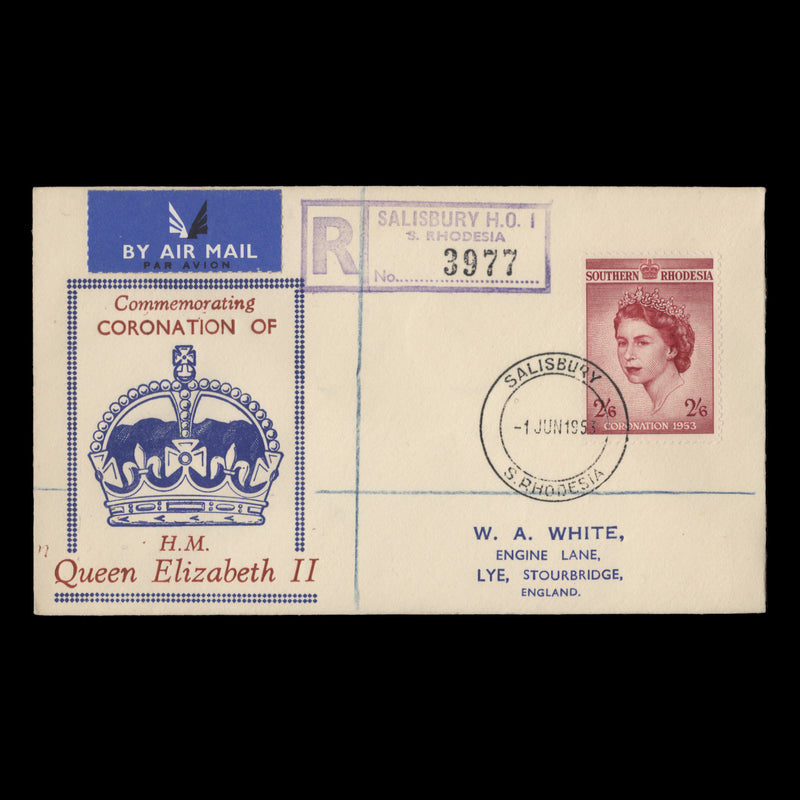 BY AIR MAIL
PAR AVION
R
SALISBURY H.O. 1
S. RHODESIA
No. 3977
Commemorating
CORONATION OF
H.M.
Queen Elizabeth II
SOUTHERN RHODESIA
2/6 2/6
CORONATION 1953
SALISBURY
-1 JUN 1953
S. RHODESIA
W. A. WHITE,
ENGINE LANE,
LYE, STOURBRIDGE,
ENGLAND.